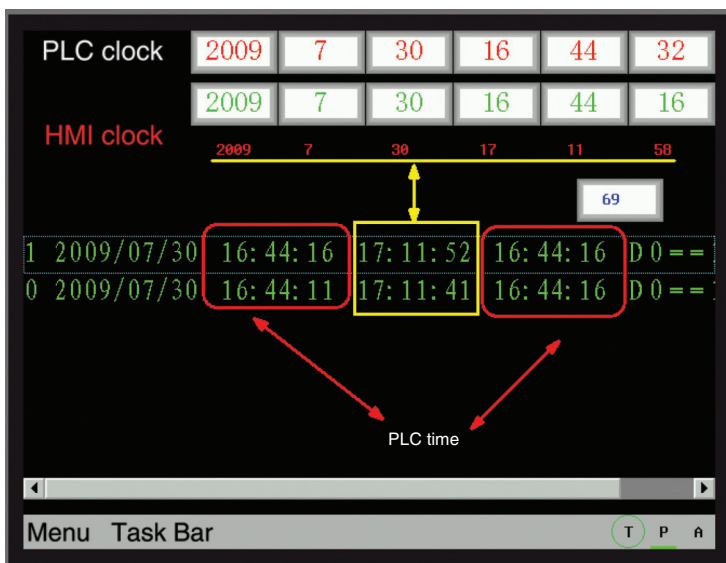 PLC clock 2009 7 30 16 44 32
2009 7 30 16 44 16
HMI clock
2009 7 30 17 11 58
69
1 2009/07/30 16:44:16 17:11:52 16:44:16 D0==
0 2009/07/30 16:44:11 17:11:41 16:44:16 D0==
PLC time
Menu Task Bar T P A